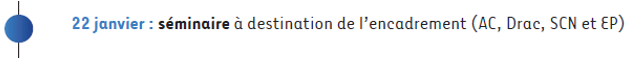 22 janvier : séminaire à destination de l’encadrement (AC, Drac, SCN et EP)